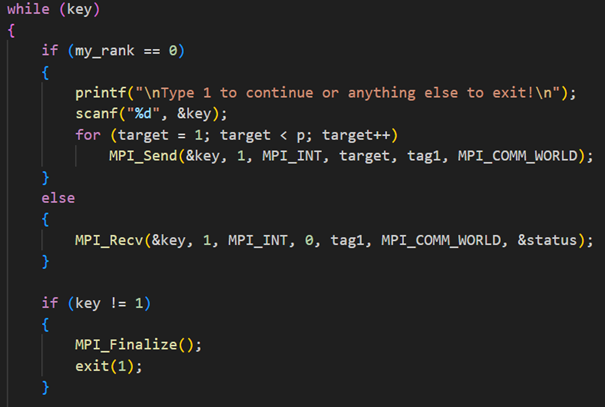 while (key)
{
    if (my_rank == 0)
    {
        printf("\nType 1 to continue or anything else to exit!\n");
        scanf("%d", &key);
        for (target = 1; target < p; target++)
            MPI_Send(&key, 1, MPI_INT, target, tag1, MPI_COMM_WORLD);
    }
    else
    {
        MPI_Recv(&key, 1, MPI_INT, 0, tag1, MPI_COMM_WORLD, &status);
    }

    if (key != 1)
    {
        MPI_Finalize();
        exit(1);
    }